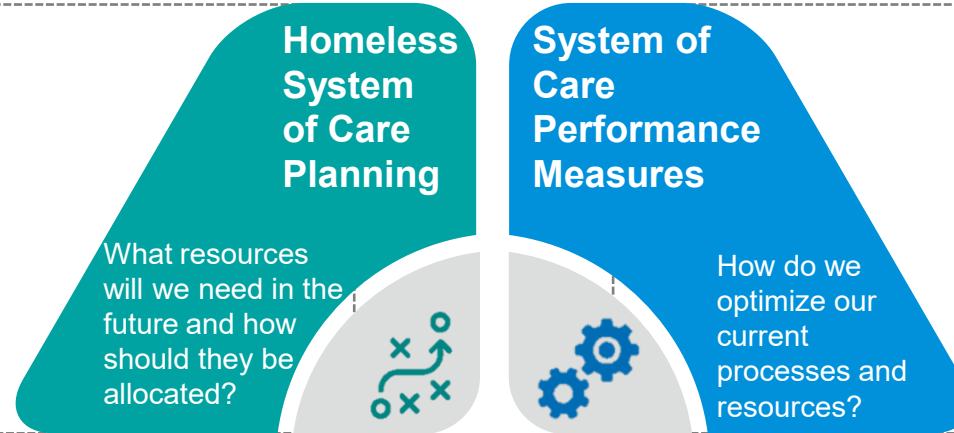 Homeless
System
of Care
Planning
What resources
will we need in the
future and how
should they be
allocated?
System of
Care
Performance
Measures
How do we
optimize our
current
processes and
resources?